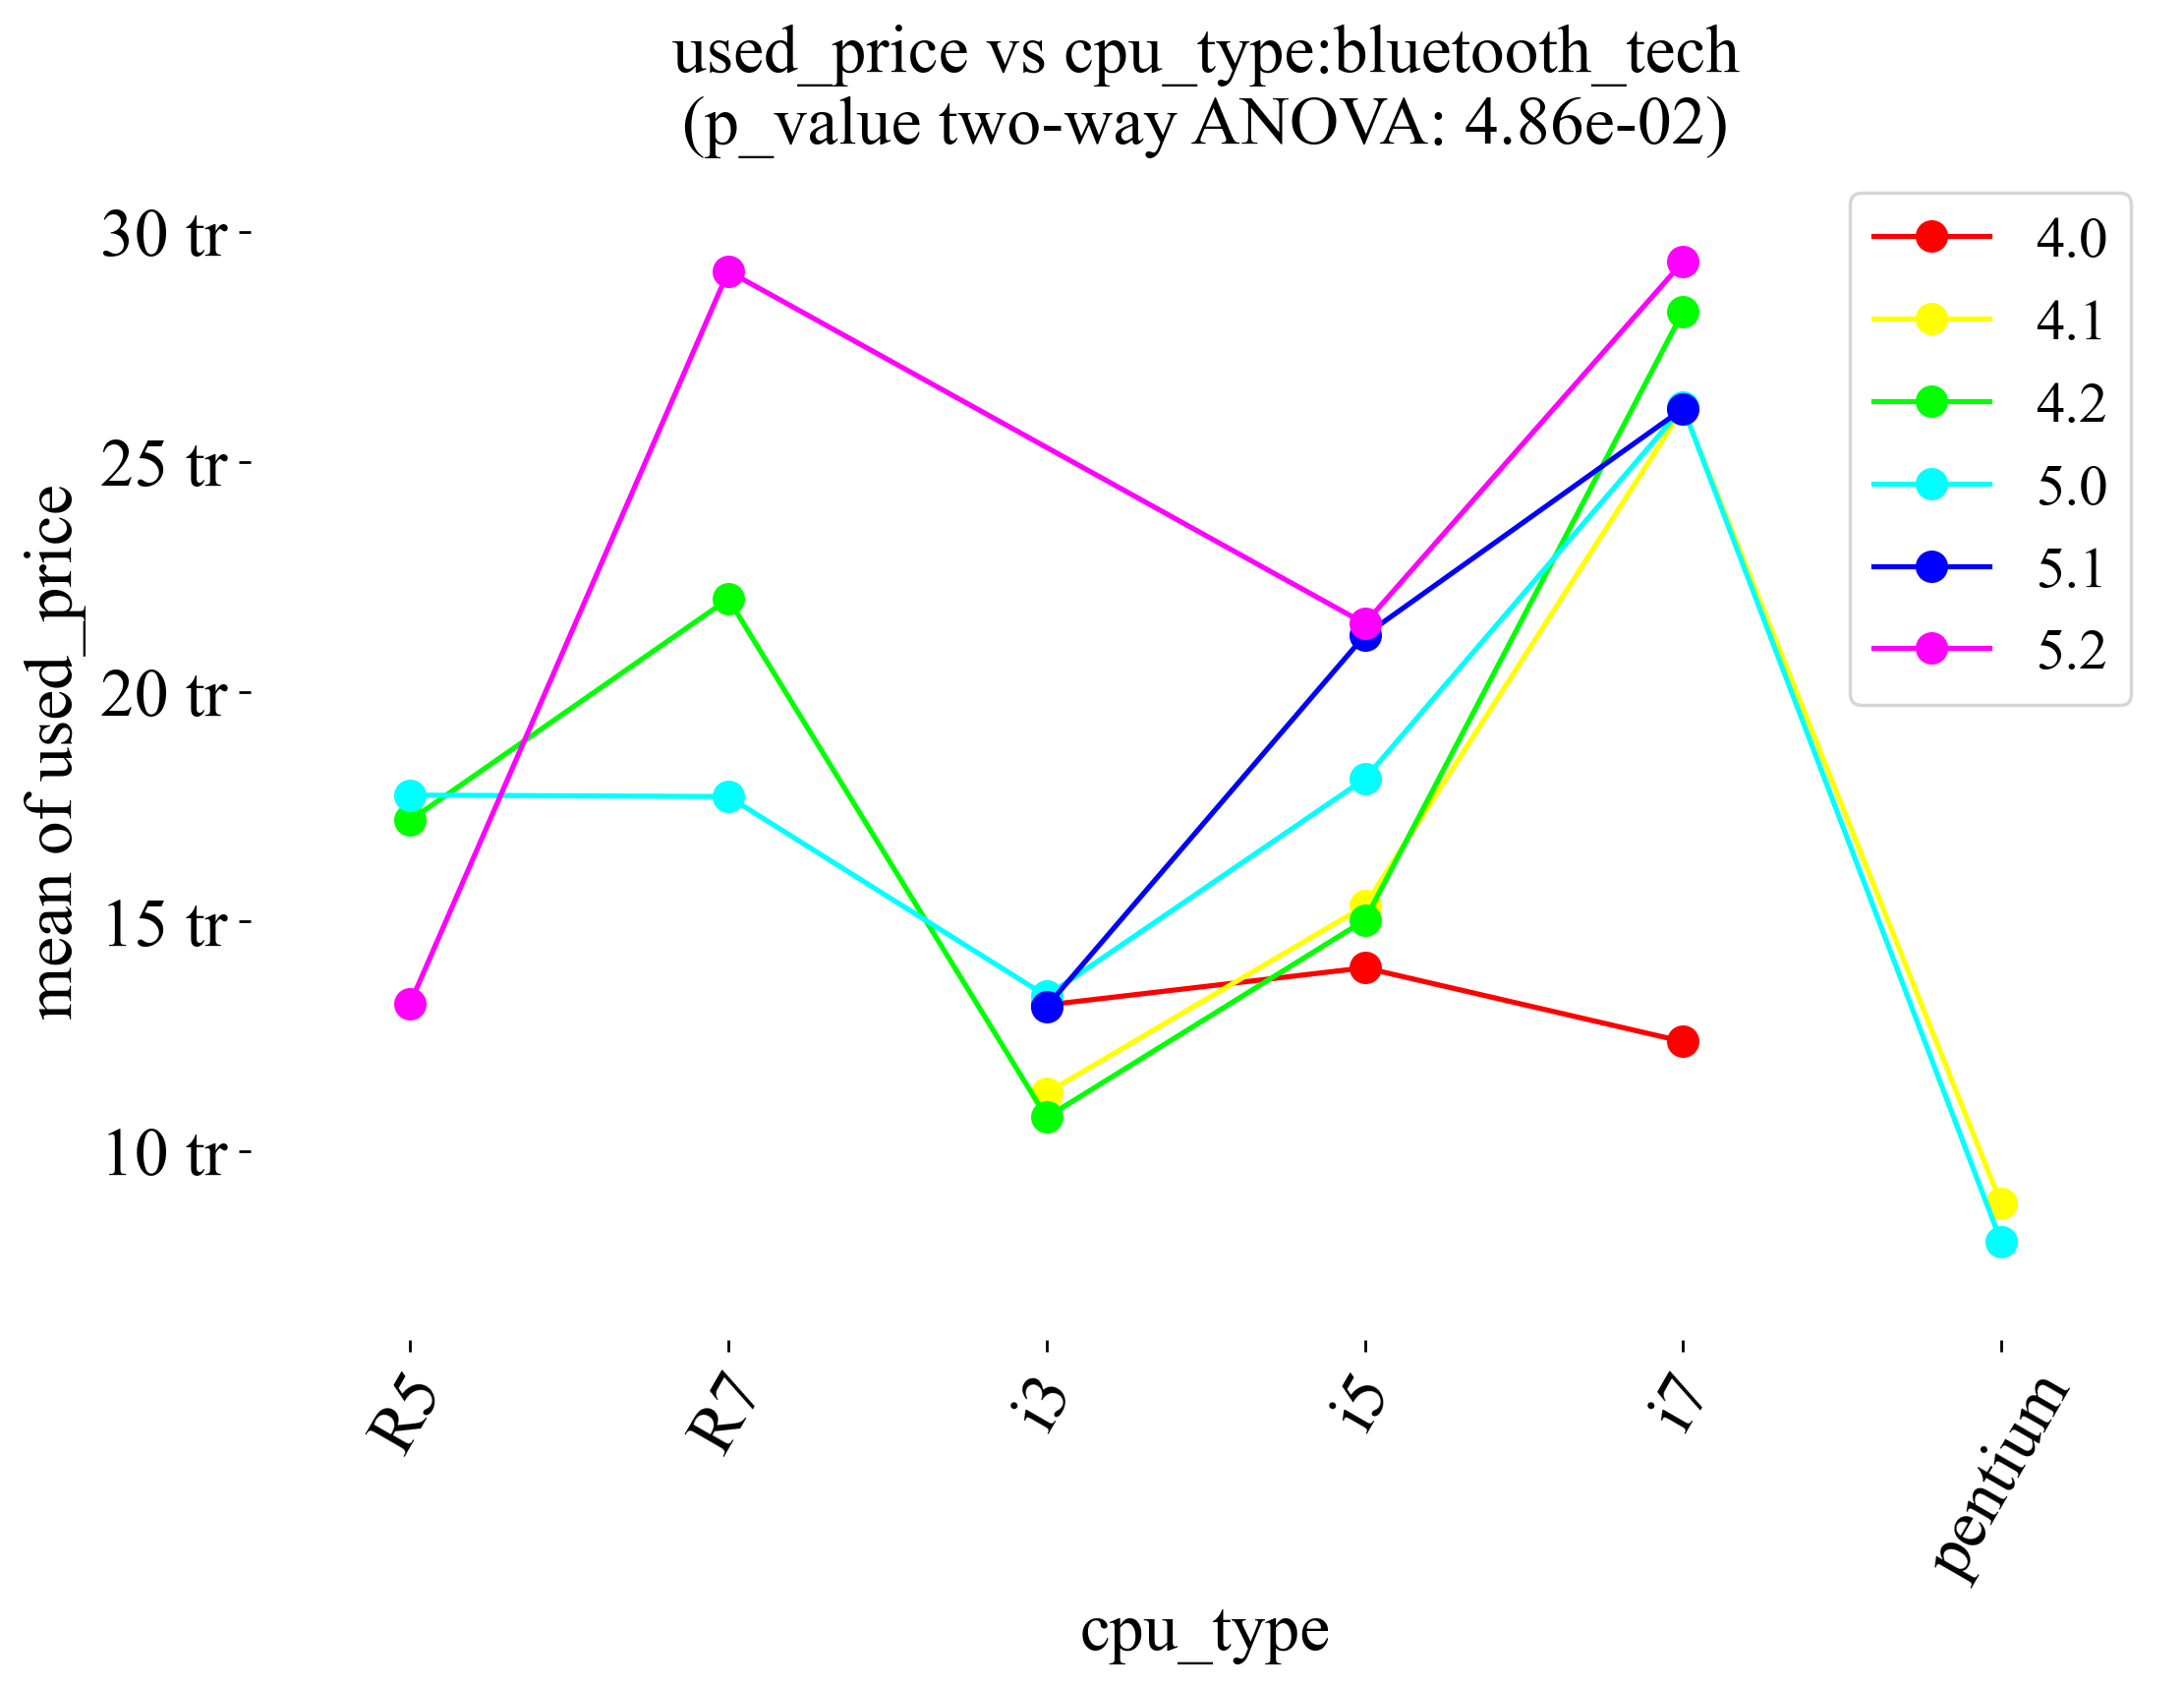 used_price vs cpu_type:bluetooth_tech
(p_value two-way ANOVA: 4.86e-02)
30 tr
25 tr
20 tr
15 tr
10 tr
mean of used_price
4.0
4.1
4.2
5.0
5.1
5.2
R5
R7
i3
i5
i7
pentium
cpu_type